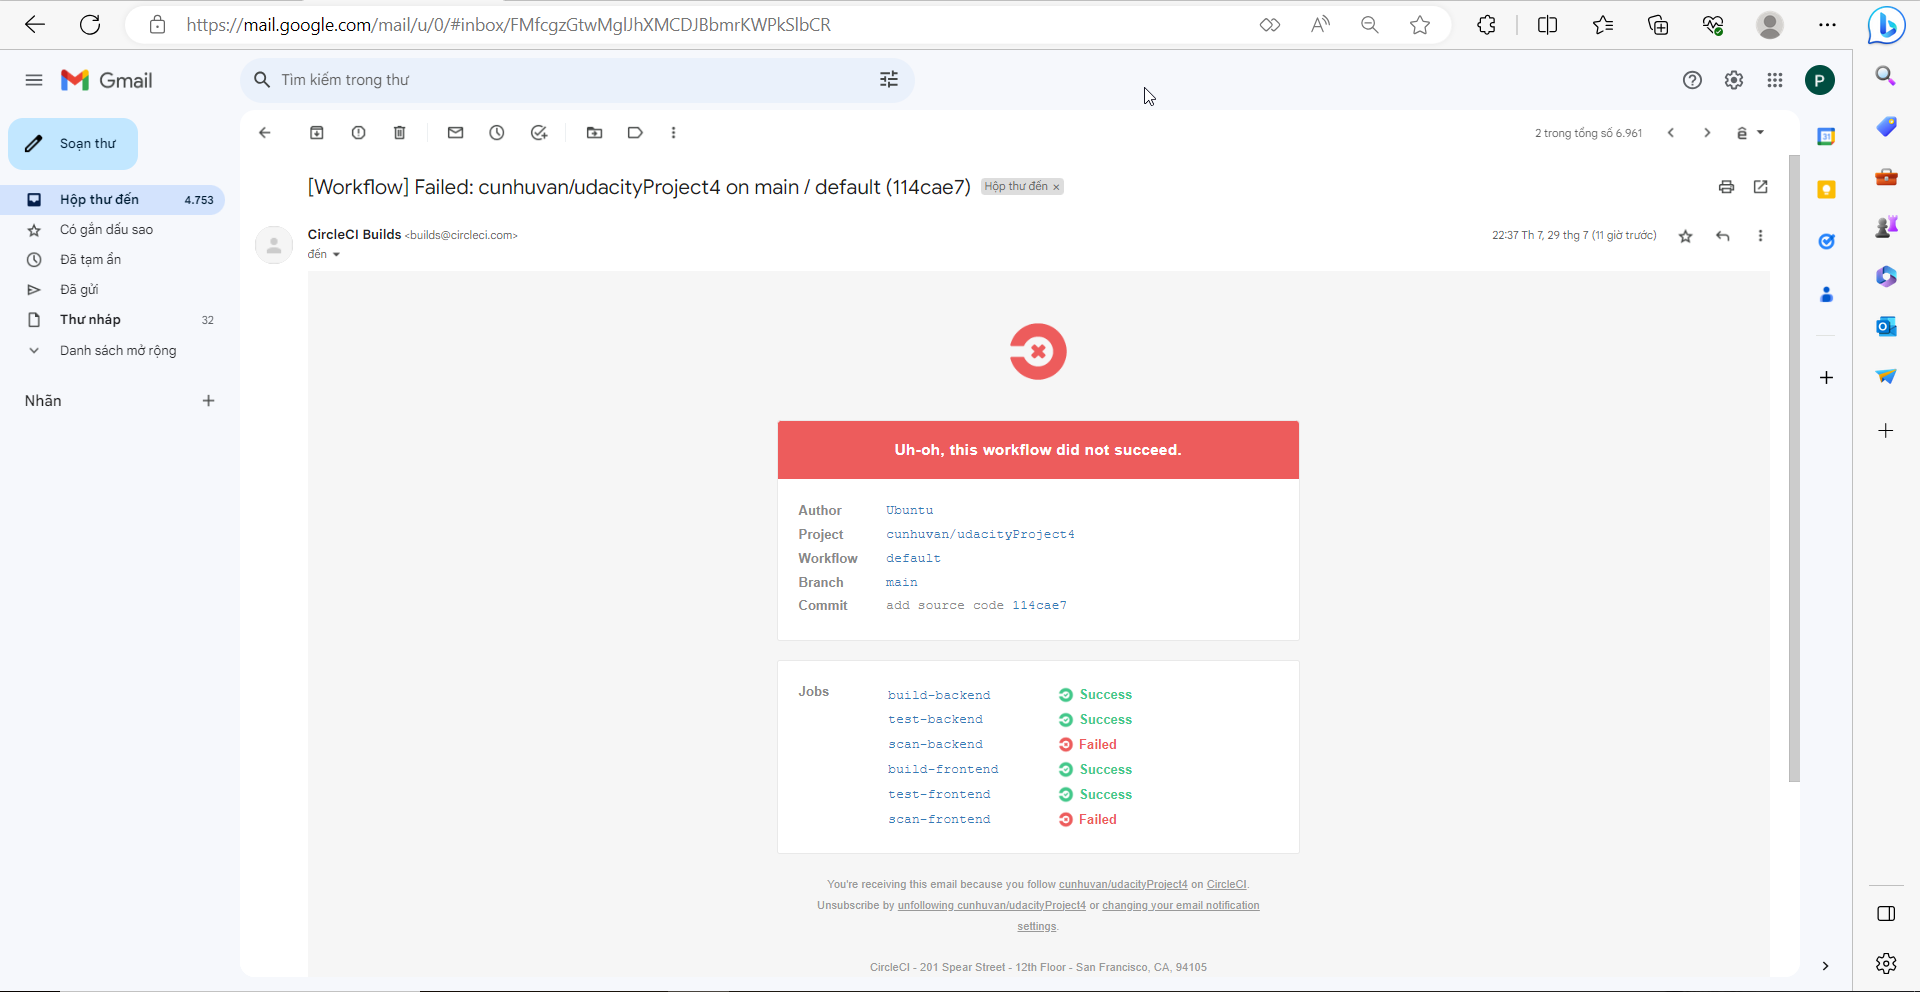 https://mail.google.com/mail/u/0/#inbox/FMfcgzGtwMglJhXMCDJBbmrKWPkSlbCR
Gmail
Tìm kiếm trong thư
P
Soạn thư
Hộp thư đến 4.753
Có gắn dấu sao
Đã tạm ẩn
Đã gửi
Thư nháp 32
Danh sách mở rộng
Nhãn
2 trong tổng số 6.961
ê
[Workflow] Failed: cunhuvan/udacityProject4 on main / default (114cae7) Hộp thư đến ×
CircleCI Builds <builds@circleci.com>
22:37 Th 7, 29 thg 7 (11 giờ trước)
đến
31
Uh-oh, this workflow did not succeed.
Author Ubuntu
Project cunhuvan/udacityProject4
Workflow default
Branch main
Commit add source code 114cae7
Jobs
build-backend Success
test-backend Success
scan-backend Failed
build-frontend Success
test-frontend Success
scan-frontend Failed
You're receiving this email because you follow cunhuvan/udacityProject4 on CircleCI.
Unsubscribe by unfollowing cunhuvan/udacityProject4 or changing your email notification
settings.
CircleCI - 201 Spear Street - 12th Floor - San Francisco, CA, 94105